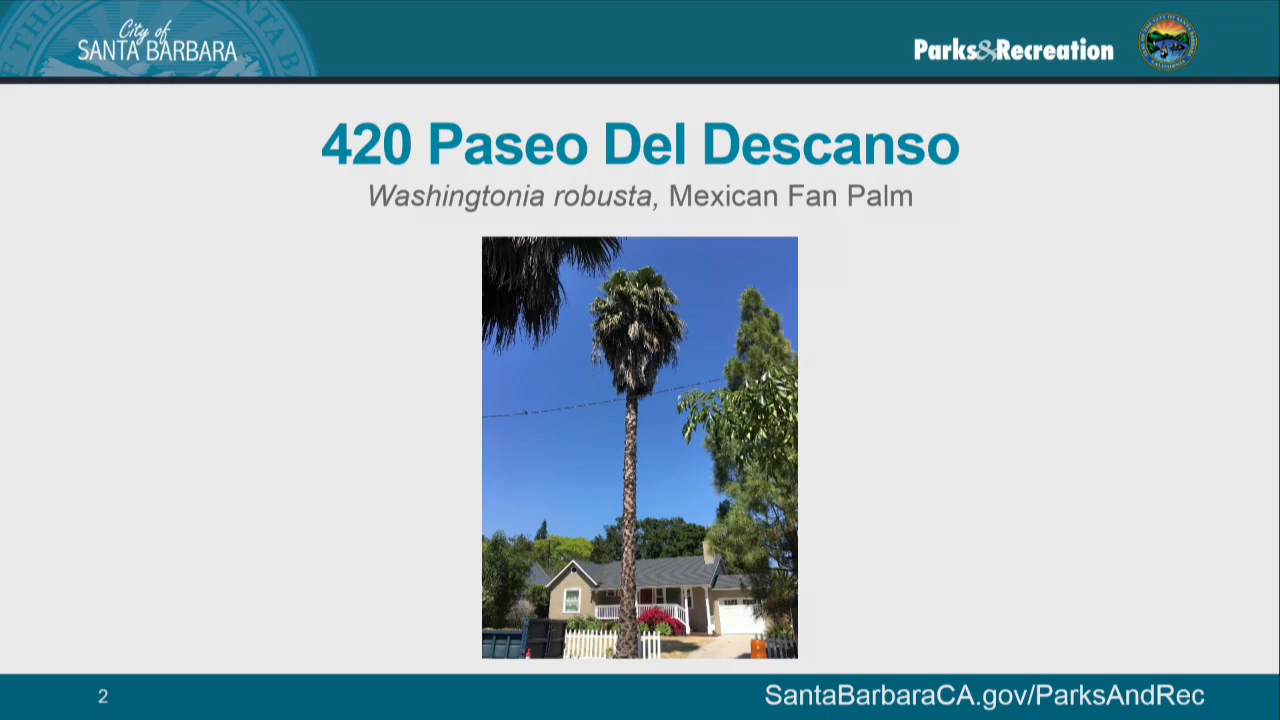 City of
SANTA BARBARA
Parks&Recreation
420 Paseo Del Descanso
Washingtonia robusta, Mexican Fan Palm
2
SantaBarbaraCA.gov/ParksAndRec